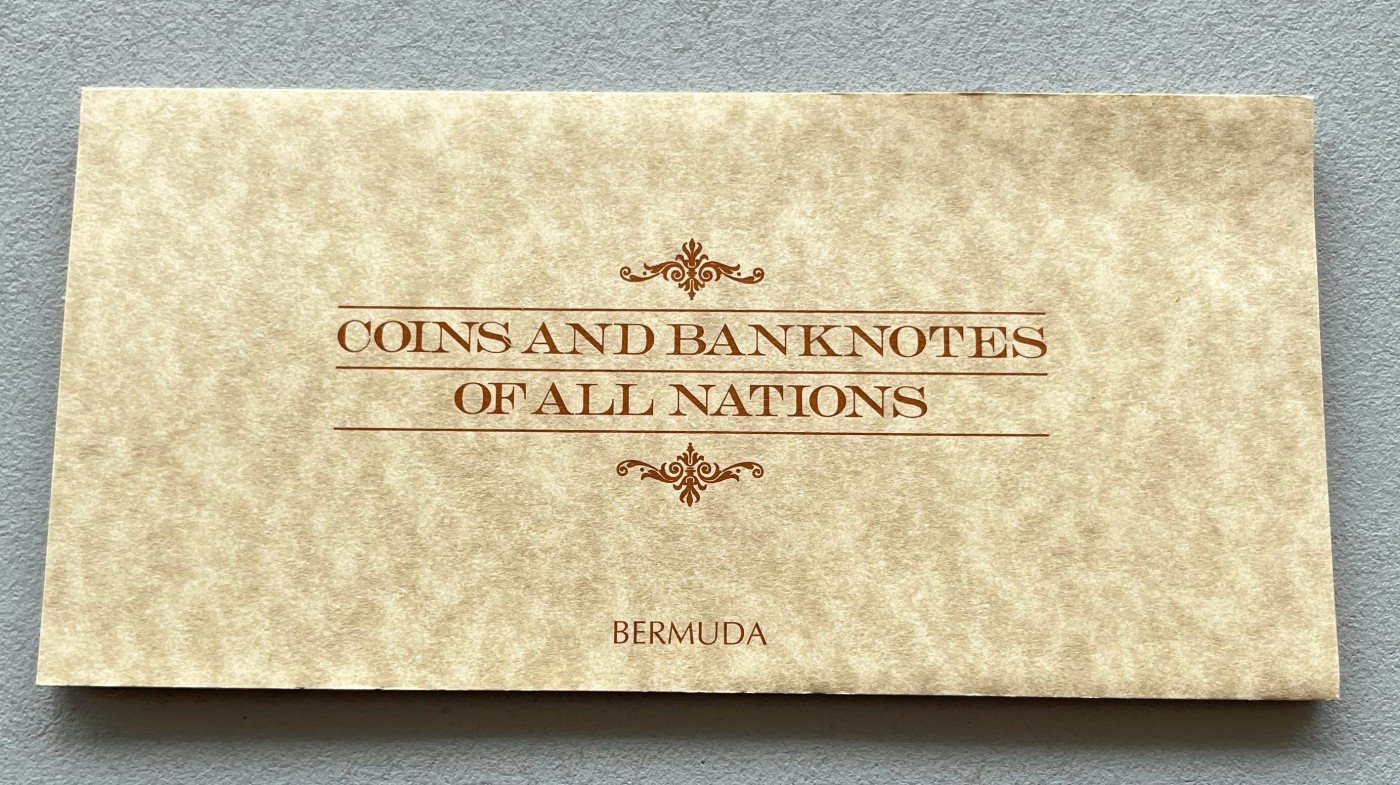 COINS AND BANKNOTES
OF ALL NATIONS
BERMUDA